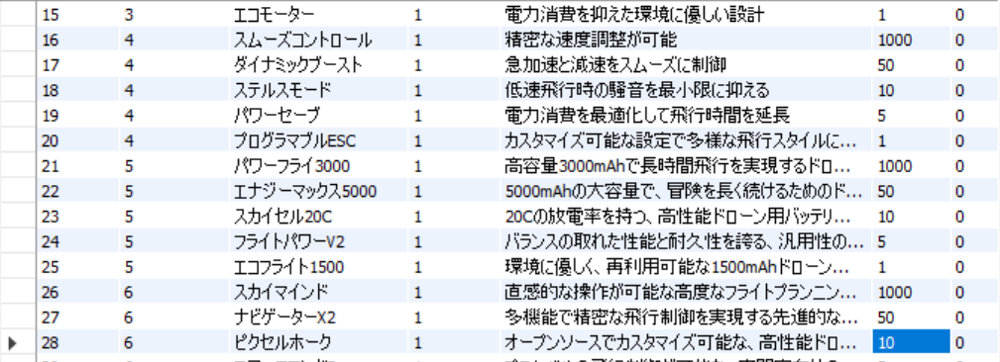 15 3 エコモーター 1 電力消費を抑えた環境に優しい設計 1 0
16 4 スムーズコントロール 1 精密な速度調整が可能 1000 0
17 4 ダイナミックブースト 1 急加速と減速をスムーズに制御 50 0
18 4 ステルスモード 1 低速飛行時の騒音を最小限に抑える 10 0
19 4 パワーセーブ 1 電力消費を最適化して飛行時間を延長 5 0
20 4 プログラマブルESC 1 カスタマイズ可能な設定で多様な飛行スタイルに... 1 0
21 5 パワーフライ3000 1 高容量3000mAhで長時間飛行を実現するドロ... 1000 0
22 5 エナジーマックス5000 1 5000mAhの大容量で、冒険を長く続けるためのド... 50 0
23 5 スカイセル20C 1 20Cの放電率を持つ、高性能ドローン用バッテリ... 10 0
24 5 フライトパワーV2 1 バランスの取れた性能と耐久性を誇る、汎用性の... 5 0
25 5 エコフライト1500 1 環境に優しく、再利用可能な1500mAhドローン... 1 0
26 6 スカイマインド 1 直感的な操作が可能な高度なフライトプランニン... 1000 0
27 6 ナビゲーターX2 1 多機能で精密な飛行制御を実現する先進的な... 50 0
28 6 ピクセルホーク 1 オープンソースでカスタマイズ可能な、高性能ドロ... 10 0